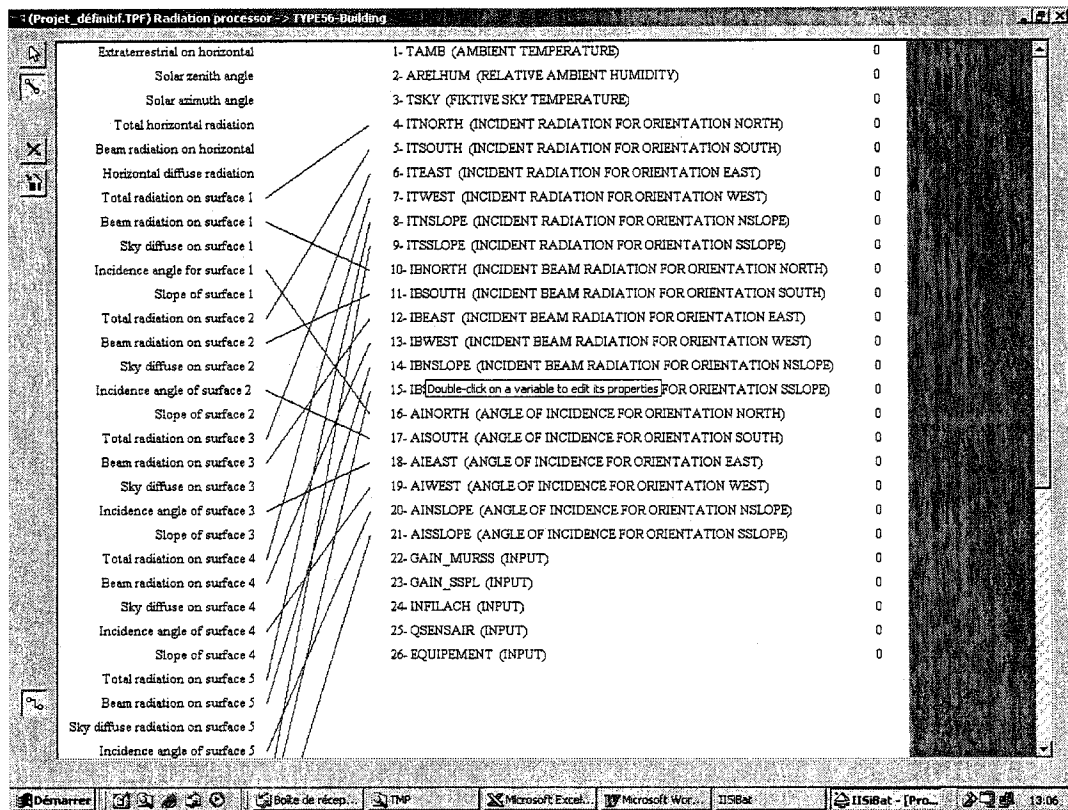 (Projet_définitif.TPF) Radiation processor -> TYPE56-Building
Extraterrestrial on horizontal 1- TAMB (AMBIENT TEMPERATURE) 0
Solar zenith angle 2- ARELHUM (RELATIVE AMBIENT HUMIDITY) 0
Solar azimuth angle 3- TSKY (FIKTIVE SKY TEMPERATURE) 0
Total horizontal radiation 4- ITNORTH (INCIDENT RADIATION FOR ORIENTATION NORTH) 0
Beam radiation on horizontal 5- ITSOUTH (INCIDENT RADIATION FOR ORIENTATION SOUTH) 0
Horizontal diffuse radiation 6- ITEAST (INCIDENT RADIATION FOR ORIENTATION EAST) 0
Total radiation on surface 1 7- ITWEST (INCIDENT RADIATION FOR ORIENTATION WEST) 0
Beam radiation on surface 1 8- ITNSLOPE (INCIDENT RADIATION FOR ORIENTATION NSLOPE) 0
Sky diffuse on surface 1 9- ITSSLOPE (INCIDENT RADIATION FOR ORIENTATION SSLOPE) 0
Incidence angle for surface 1 10- IBNORTH (INCIDENT BEAM RADIATION FOR ORIENTATION NORTH) 0
Slope of surface 1 11- IBSOUTH (INCIDENT BEAM RADIATION FOR ORIENTATION SOUTH) 0
Total radiation on surface 2 12- IBEAST (INCIDENT BEAM RADIATION FOR ORIENTATION EAST) 0
Beam radiation on surface 2 13- IBWEST (INCIDENT BEAM RADIATION FOR ORIENTATION WEST) 0
Sky diffuse on surface 2 14- IBNSLOPE (INCIDENT BEAM RADIATION FOR ORIENTATION NSLOPE) 0
Incidence angle of surface 2 15- IBS Double-click on a variable to edit its properties FOR ORIENTATION SSLOPE) 0
Slope of surface 2 16- AINORTH (ANGLE OF INCIDENCE FOR ORIENTATION NORTH) 0
Total radiation on surface 3 17- AISOUTH (ANGLE OF INCIDENCE FOR ORIENTATION SOUTH) 0
Beam radiation on surface 3 18- AIEAST (ANGLE OF INCIDENCE FOR ORIENTATION EAST) 0
Sky diffuse on surface 3 19- AIWEST (ANGLE OF INCIDENCE FOR ORIENTATION WEST) 0
Incidence angle of surface 3 20- AINSLOPE (ANGLE OF INCIDENCE FOR ORIENTATION NSLOPE) 0
Slope of surface 3 21- AISSLOPE (ANGLE OF INCIDENCE FOR ORIENTATION SSLOPE) 0
Total radiation on surface 4 22- GAIN_MURSS (INPUT) 0
Beam radiation on surface 4 23- GAIN_SSPL (INPUT) 0
Sky diffuse on surface 4 24- INFILACH (INPUT) 0
Incidence angle of surface 4 25- QSENSAIR (INPUT) 0
Slope of surface 4 26- EQUIPEMENT (INPUT) 0
Total radiation on surface 5
Beam radiation on surface 5
Sky diffuse radiation on surface 5
Incidence angle of surface 5
Démarrer Boîte de récep... TMP Microsoft Excel... Microsoft Wor... IISiBat IISiBat - [Pro... 13:06